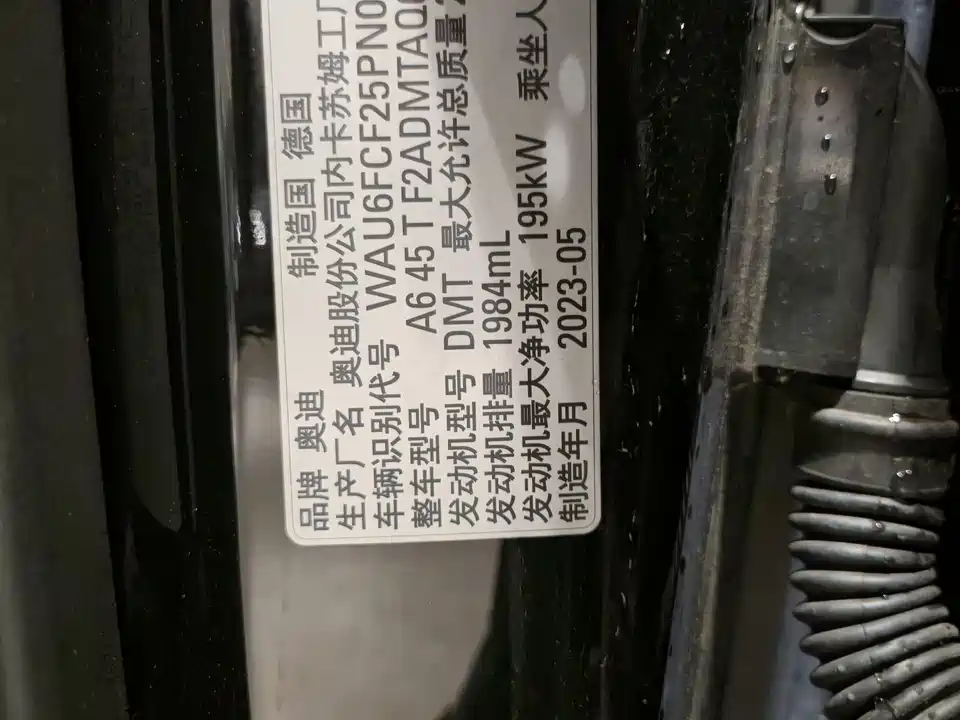 品牌 奥迪 制造国 德国
生产厂名 奥迪股份公司内卡苏姆工厂
车辆识别代号 WAU6FCF25PN0
整车型号 A6 45 T F2ADMTAQ
发动机型号 DMT 最大允许总质量
发动机排量 1984mL
发动机最大净功率 195kW 乘坐人
制造年月 2023-05